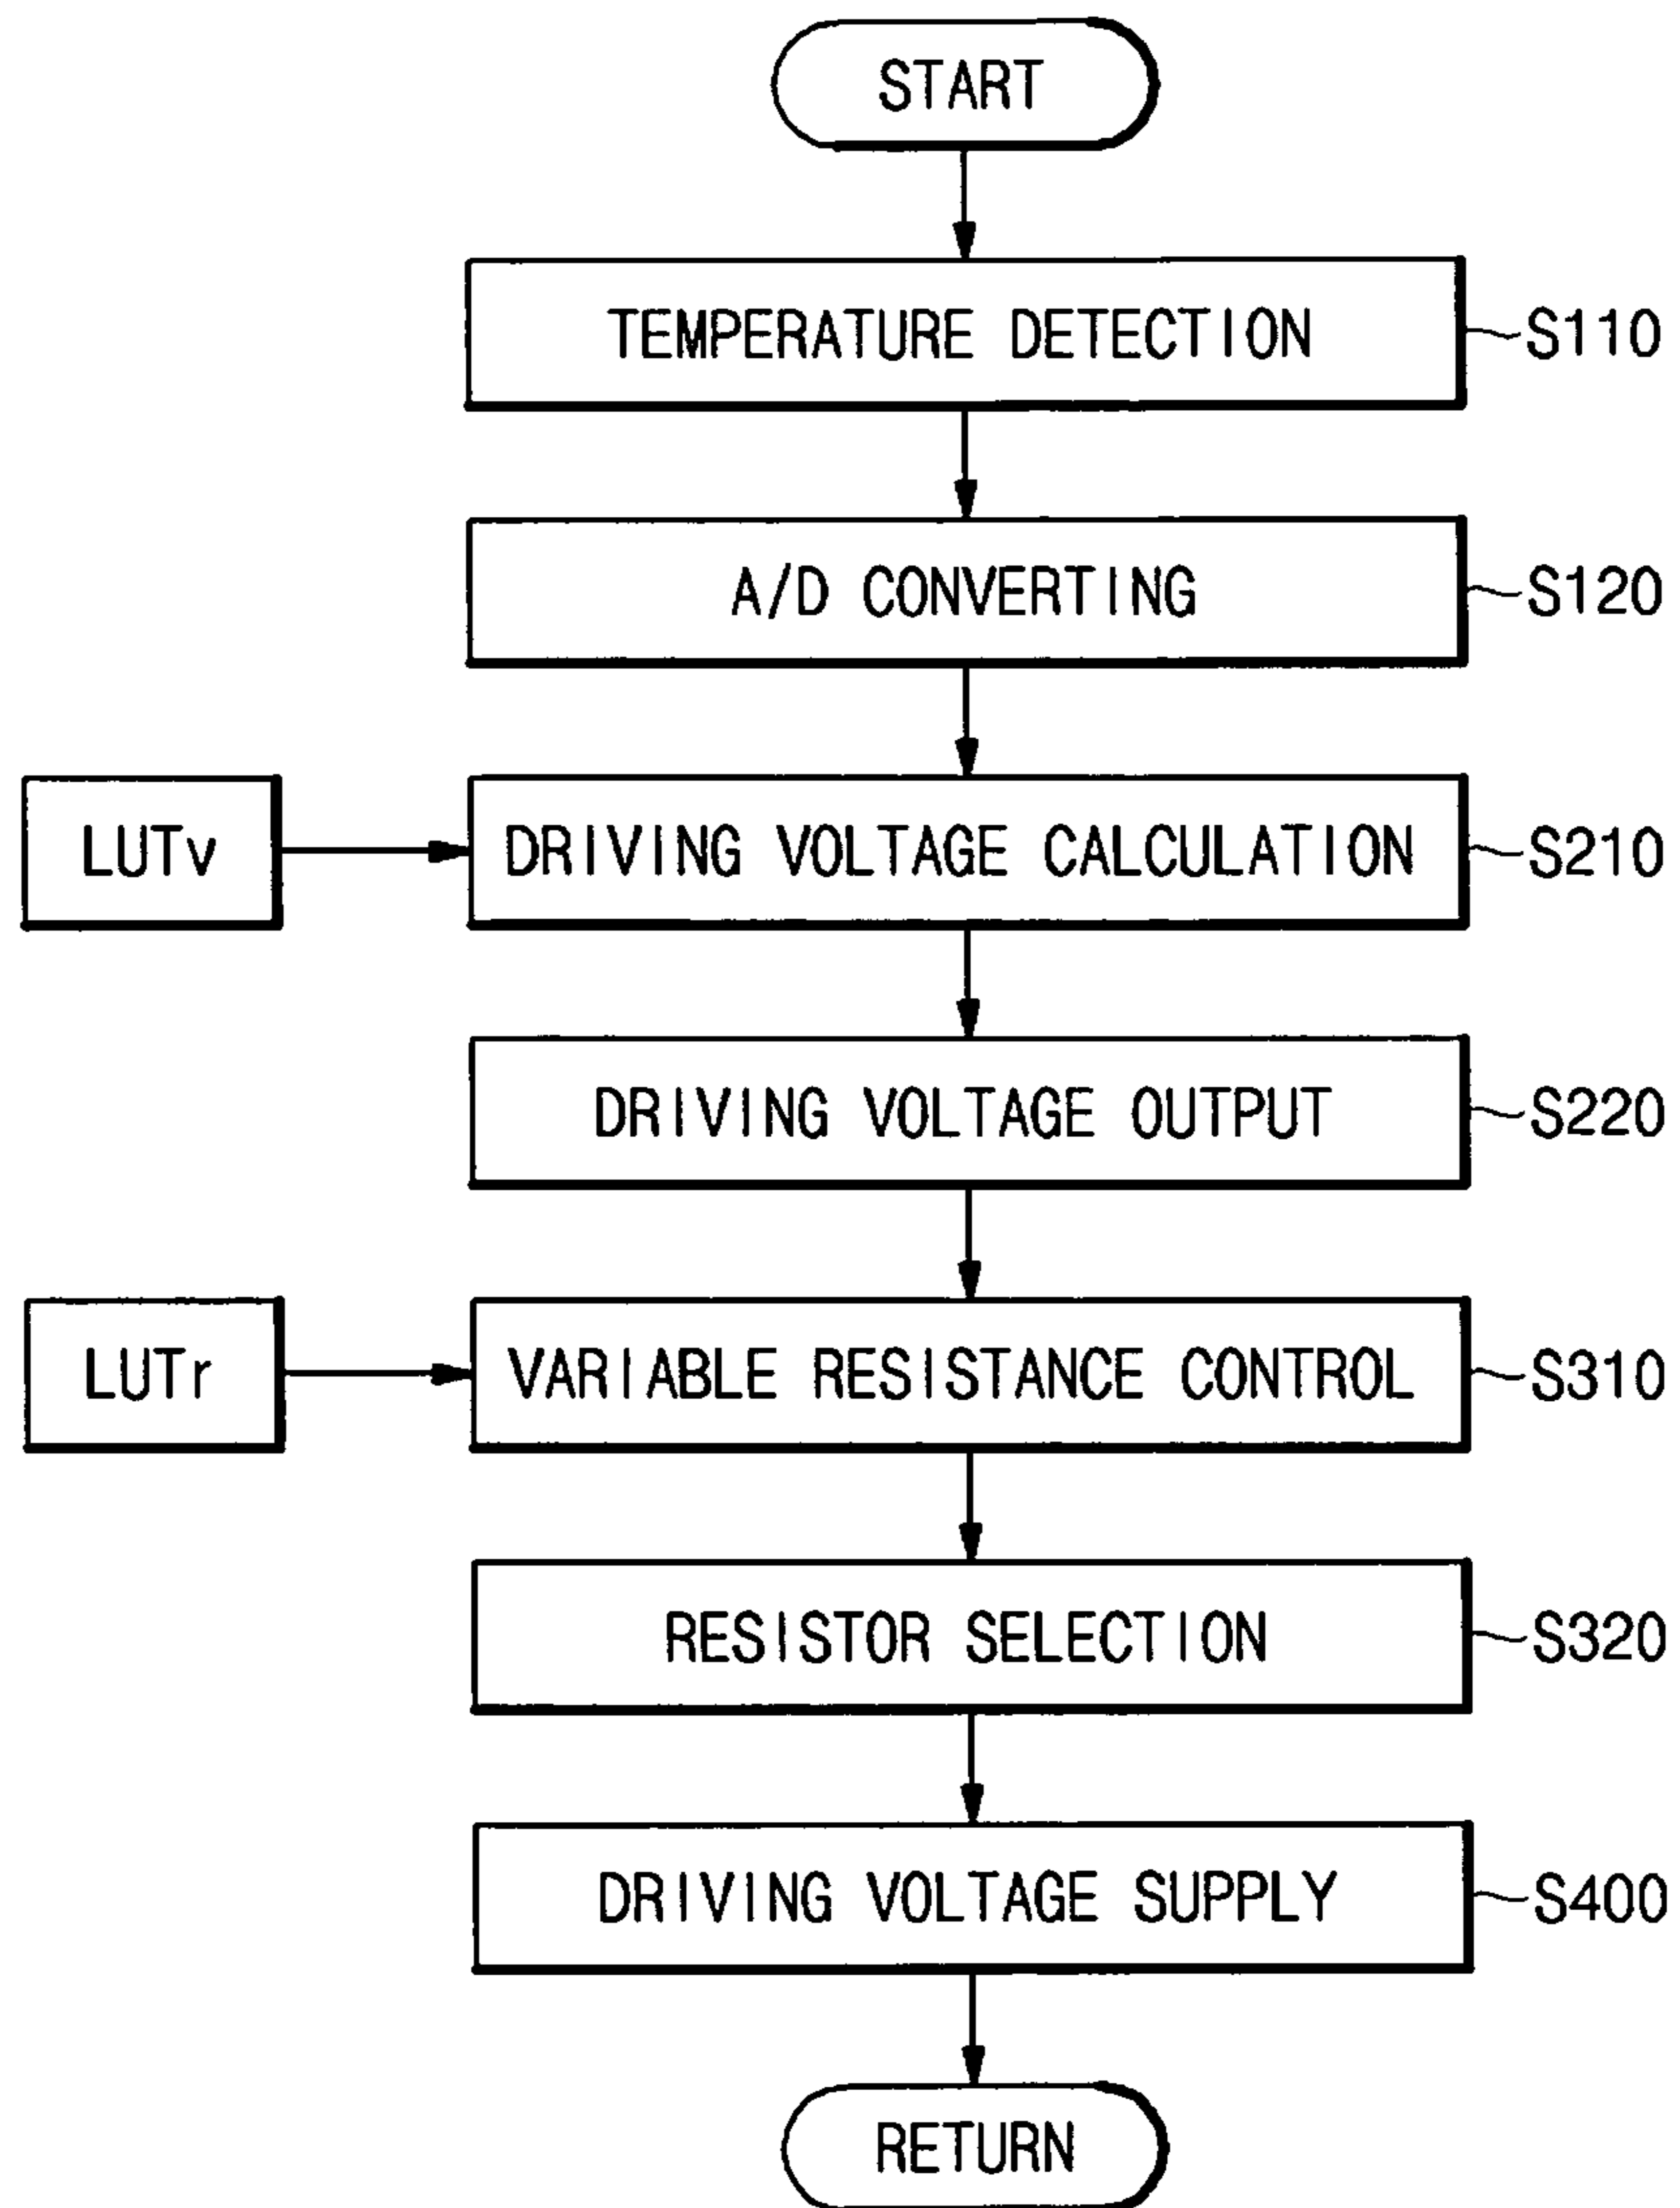 START
TEMPERATURE DETECTION
S110
A/D CONVERTING
S120
LUTv
DRIVING VOLTAGE CALCULATION
S210
DRIVING VOLTAGE OUTPUT
S220
LUTr
VARIABLE RESISTANCE CONTROL
S310
RESISTOR SELECTION
S320
DRIVING VOLTAGE SUPPLY
S400
RETURN